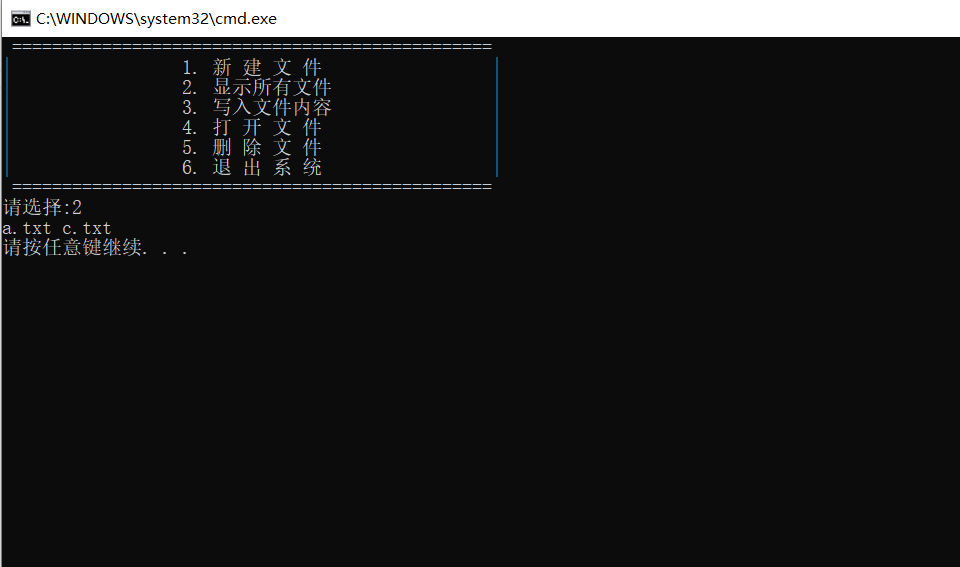 C:\WINDOWS\system32\cmd.exe
================================================
1. 新 建 文 件
2. 显示所有文件
3. 写入文件内容
4. 打 开 文 件
5. 删 除 文 件
6. 退 出 系 统
================================================
请选择:2
a.txt c.txt
请按任意键继续. . .